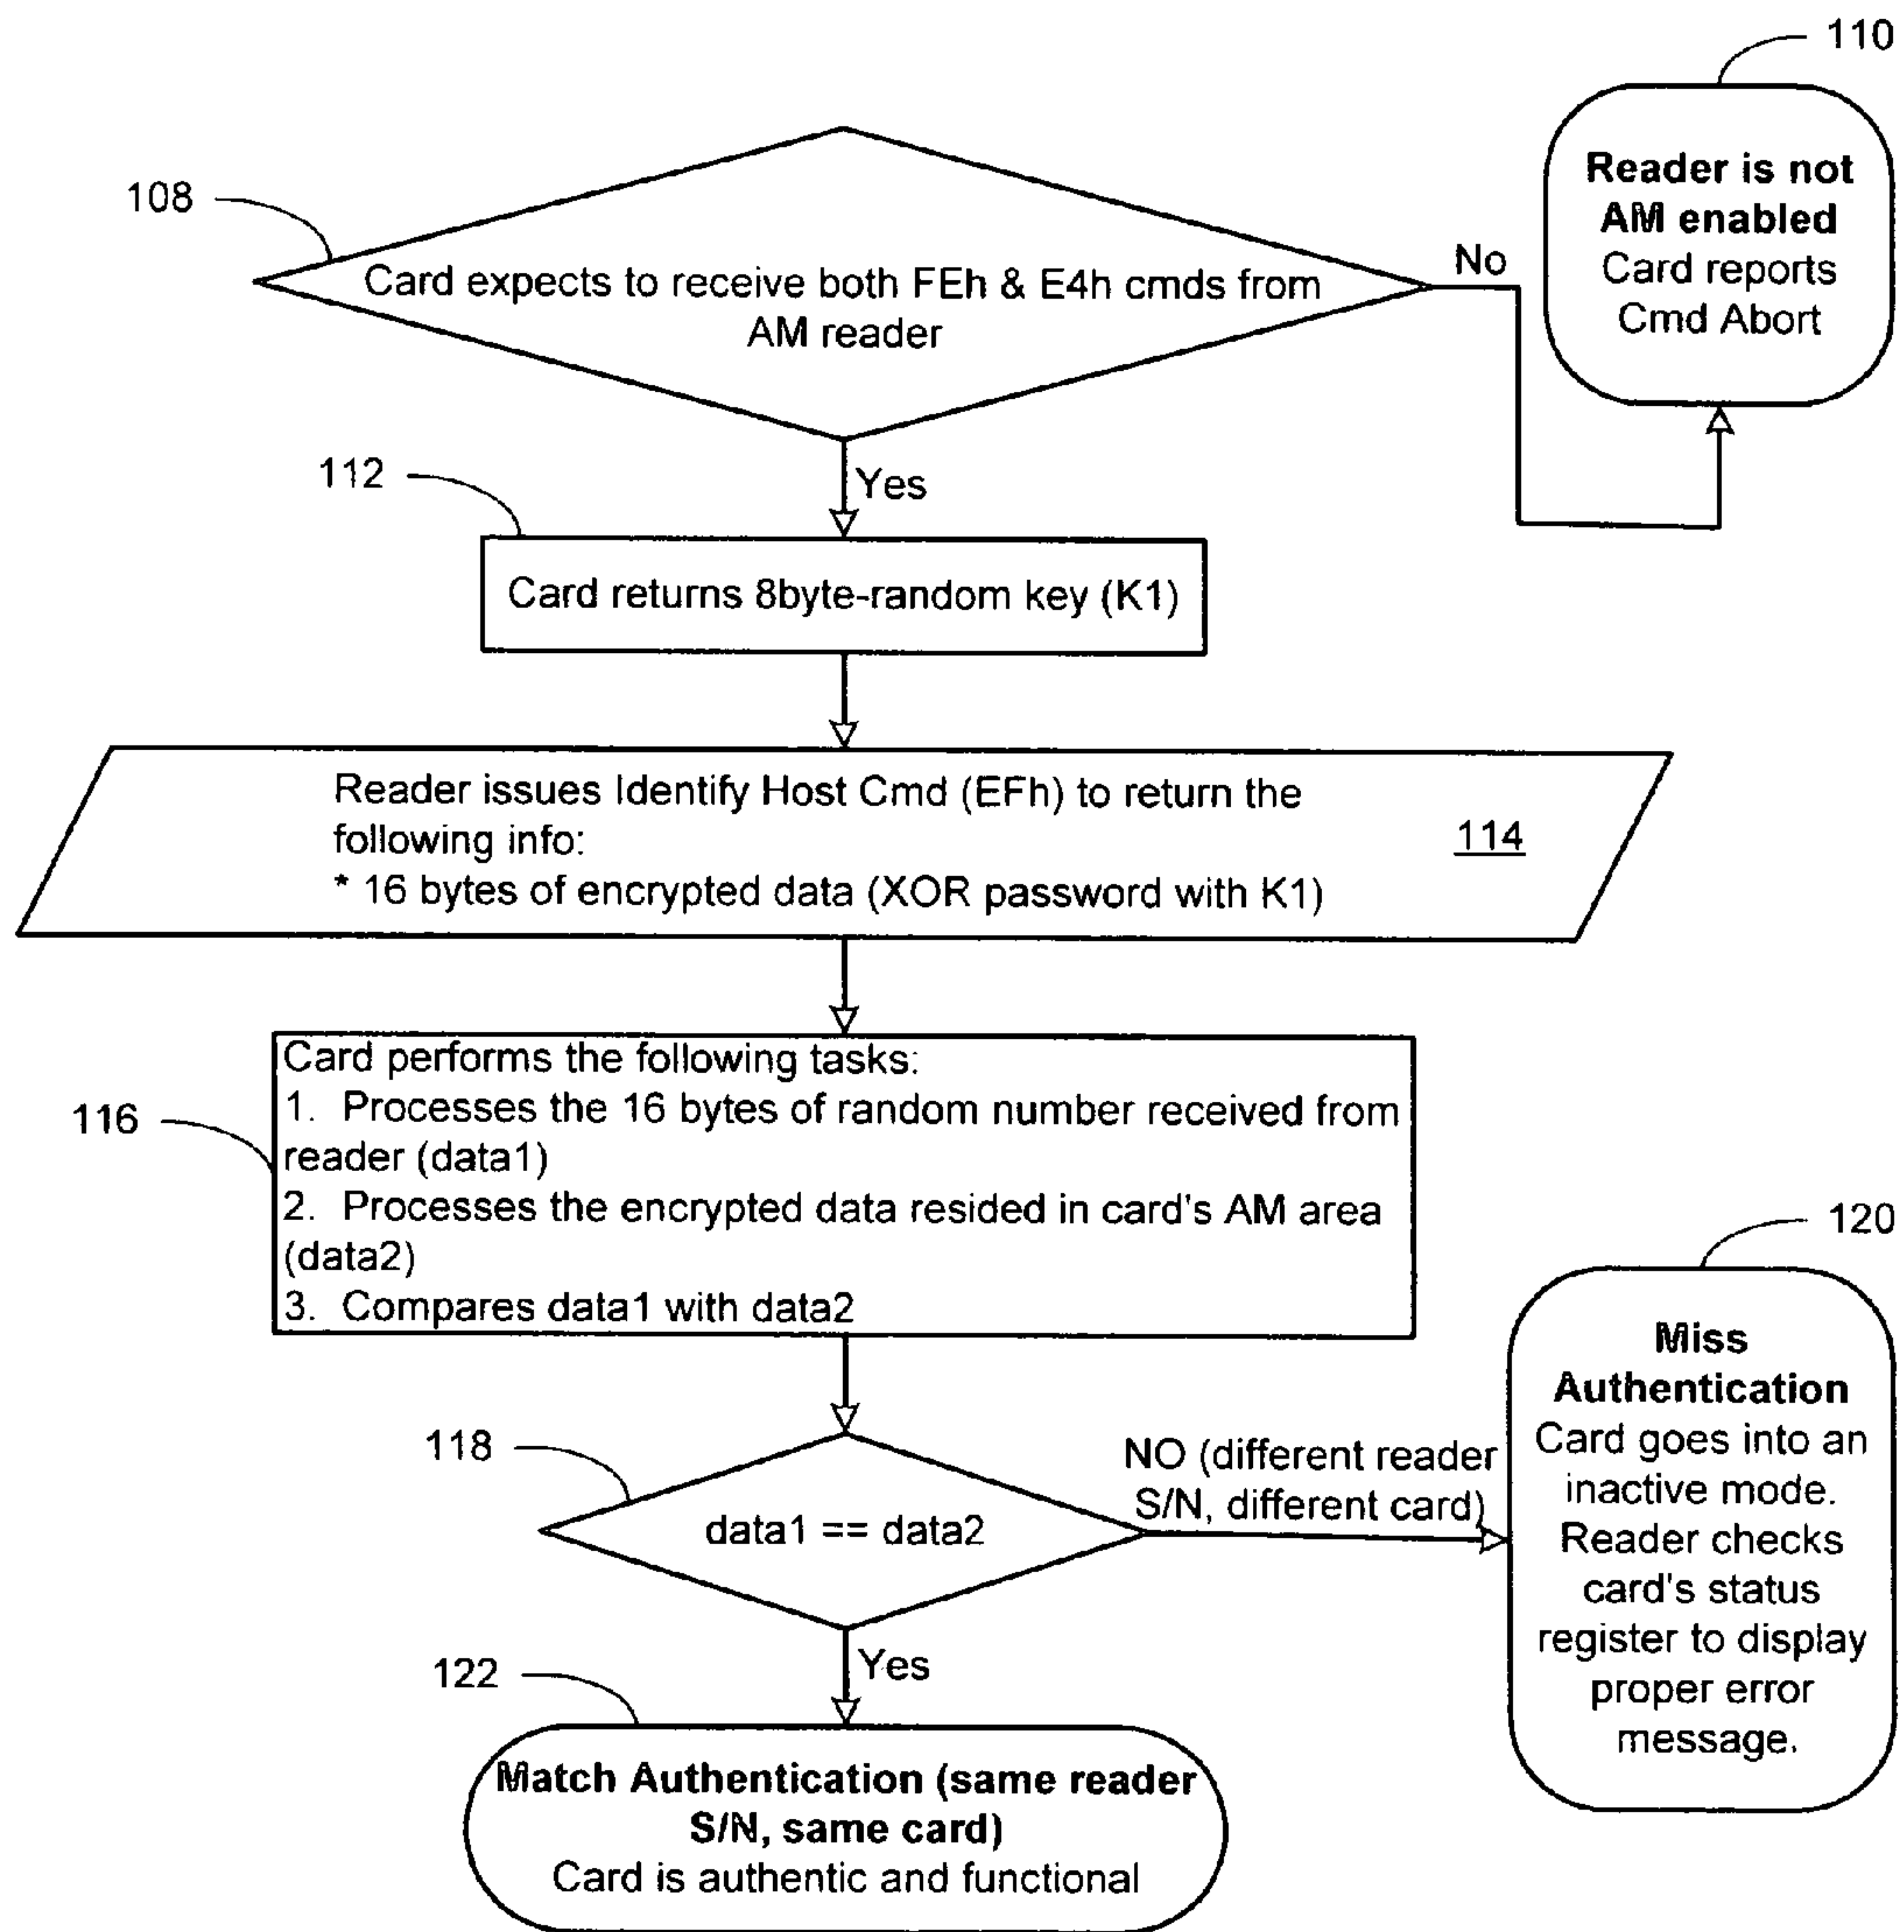 110
Reader is not
AM enabled
Card reports
Cmd Abort
108
Card expects to receive both FEh & E4h cmds from
AM reader
No
Yes
112
Card returns 8byte-random key (K1)
Reader issues Identify Host Cmd (EFh) to return the
following info:
* 16 bytes of encrypted data (XOR password with K1)
114
116
Card performs the following tasks:
1. Processes the 16 bytes of random number received from
reader (data1)
2. Processes the encrypted data resided in card's AM area
(data2)
3. Compares data1 with data2
118
data1 == data2
NO (different reader
S/N, different card)
120
Miss
Authentication
Card goes into an
inactive mode.
Reader checks
card's status
register to display
proper error
message.
Yes
122
Match Authentication (same reader
S/N, same card)
Card is authentic and functional